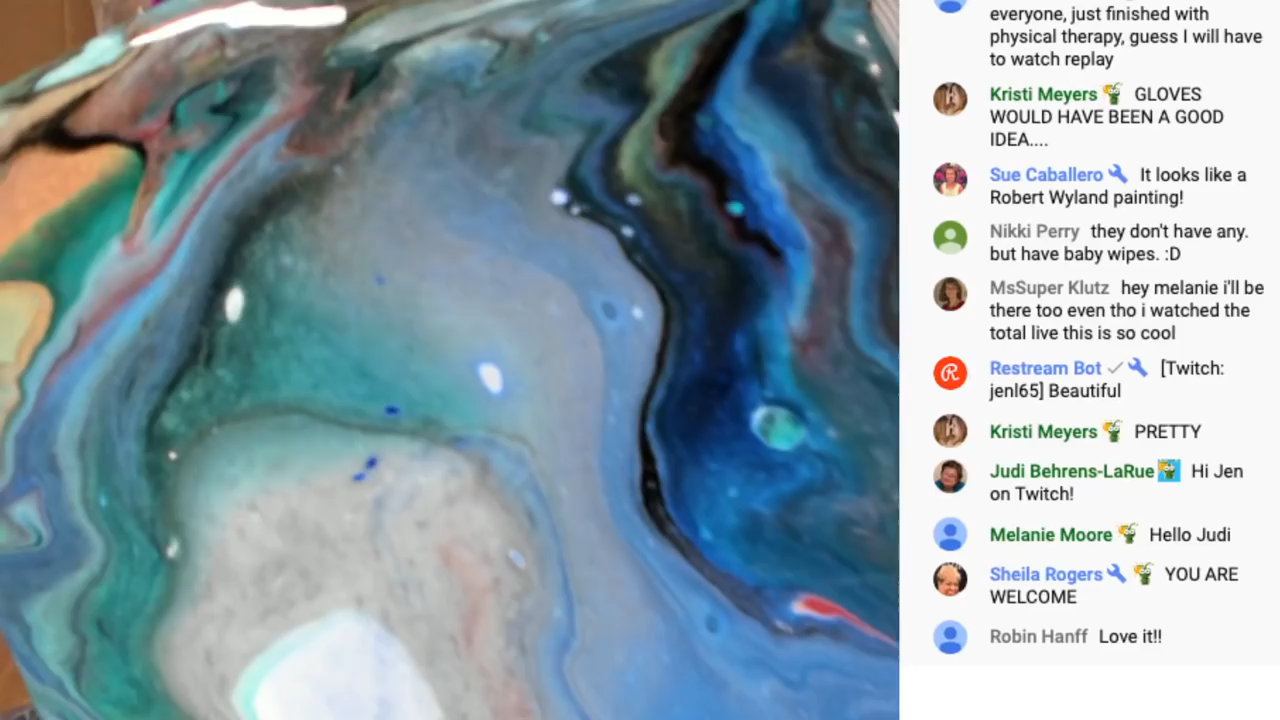 everyone, just finished with
physical therapy, guess I will have
to watch replay
Kristi Meyers GLOVES
WOULD HAVE BEEN A GOOD
IDEA....
Sue Caballero It looks like a
Robert Wyland painting!
Nikki Perry they don't have any.
but have baby wipes. :D
MsSuper Klutz hey melanie i'll be
there too even tho i watched the
total live this is so cool
Restream Bot [Twitch:
jenl65] Beautiful
Kristi Meyers PRETTY
Judi Behrens-LaRue Hi Jen
on Twitch!
Melanie Moore Hello Judi
Sheila Rogers YOU ARE
WELCOME
Robin Hanff Love it!!